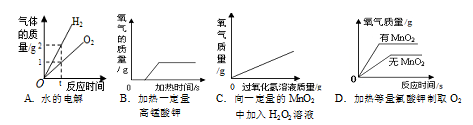 气体的质量/g
H₂
O₂
2
1
O
t
反应时间
A. 水的电解
氧气的质量/g
0
加热时间/s
B. 加热一定量
高锰酸钾
氧气质量/g
过氧化氢溶液质量/g
C. 向一定量的 MnO₂
中加入 H₂O₂ 溶液
氧气质量/g
有 MnO₂
无 MnO₂
反应时间/s
D. 加热等量氯酸钾制取 O₂